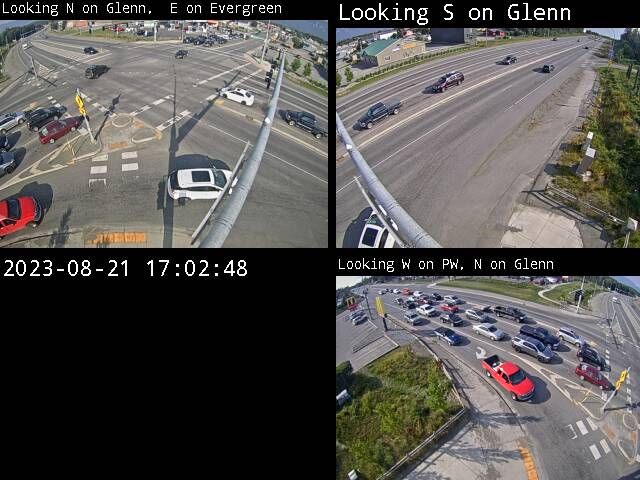 Looking N on Glenn,  E on Evergreen
Looking S on Glenn
2023-08-21 17:02:48
Looking W on PW, N on Glenn